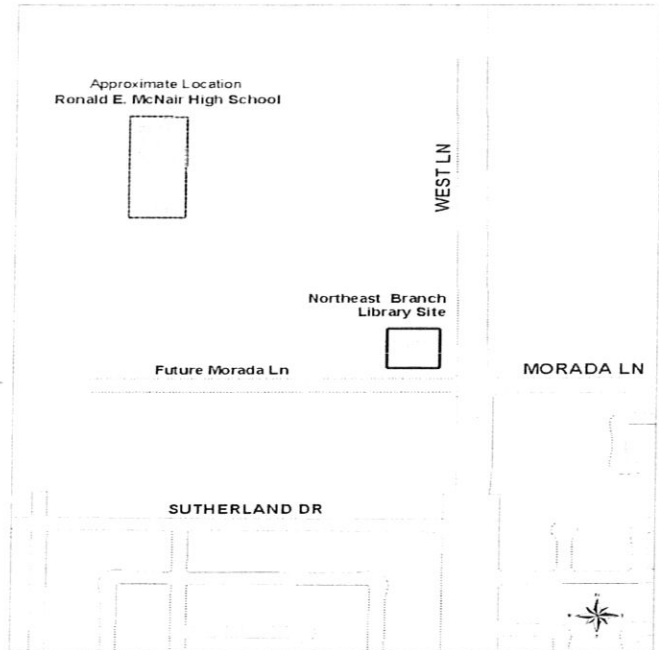 Approximate Location
Ronald E. McNair High School
WEST LN
Northeast Branch
Library Site
Future Morada Ln
MORADA LN
SUTHERLAND DR